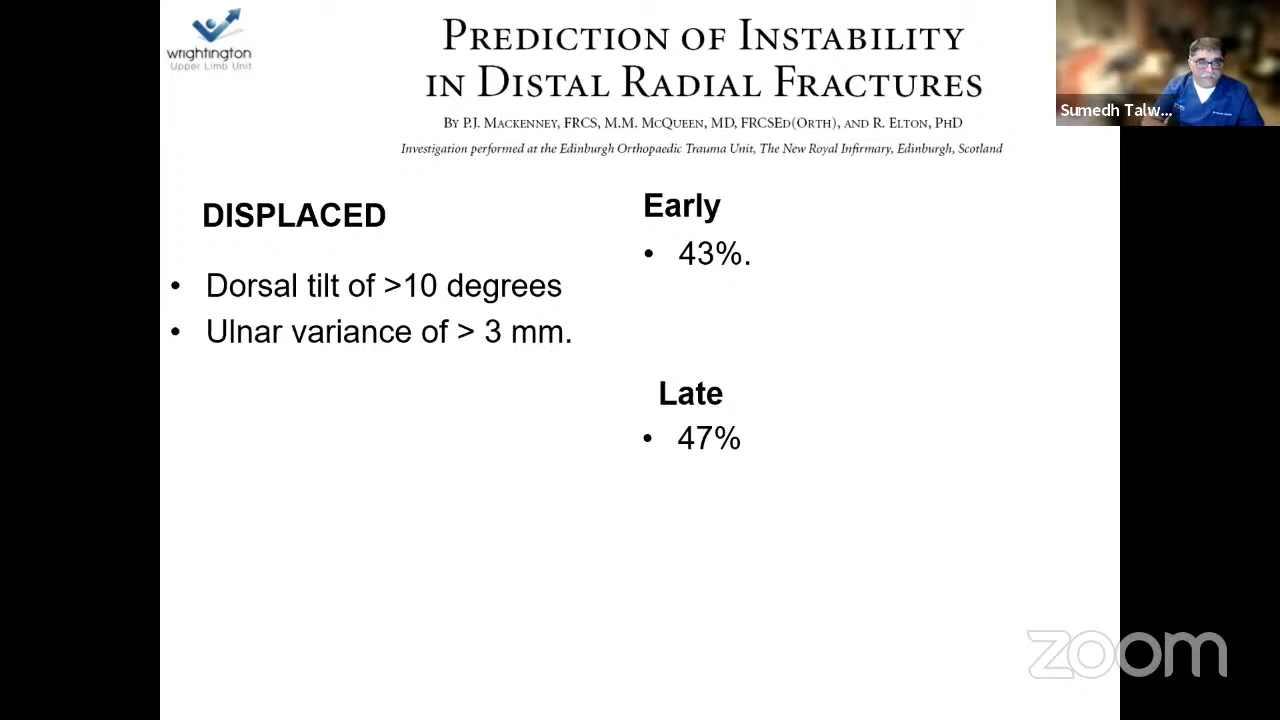 wrightington
Upper Limb Unit
PREDICTION OF INSTABILITY
IN DISTAL RADIAL FRACTURES
BY P.J. MACKENNEY, FRCS, M.M. MCQUEEN, MD, FRCSED(ORTH), AND R. ELTON, PHD
Investigation performed at the Edinburgh Orthopaedic Trauma Unit, The New Royal Infirmary, Edinburgh, Scotland
Sumedh Talw...
DISPLACED
• Dorsal tilt of >10 degrees
• Ulnar variance of > 3 mm.
Early
• 43%.
Late
• 47%
zoom